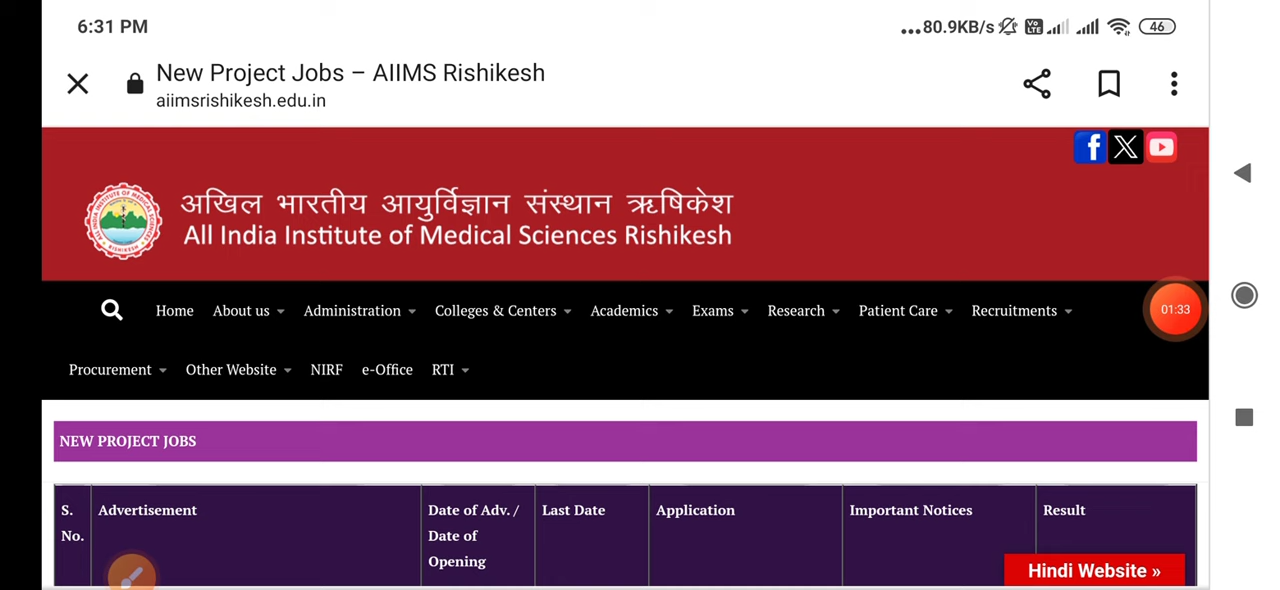 6:31 PM
...80.9KB/s Vo LTE 46
New Project Jobs – AIIMS Rishikesh
aiimsrishikesh.edu.in
अखिल भारतीय आयुर्विज्ञान संस्थान ऋषिकेश
All India Institute of Medical Sciences Rishikesh
Home About us Administration Colleges & Centers Academics Exams Research Patient Care Recruitments
01:33
Procurement Other Website NIRF e-Office RTI
NEW PROJECT JOBS
S. No.
Advertisement
Date of Adv. /
Date of
Opening
Last Date
Application
Important Notices
Result
Hindi Website »